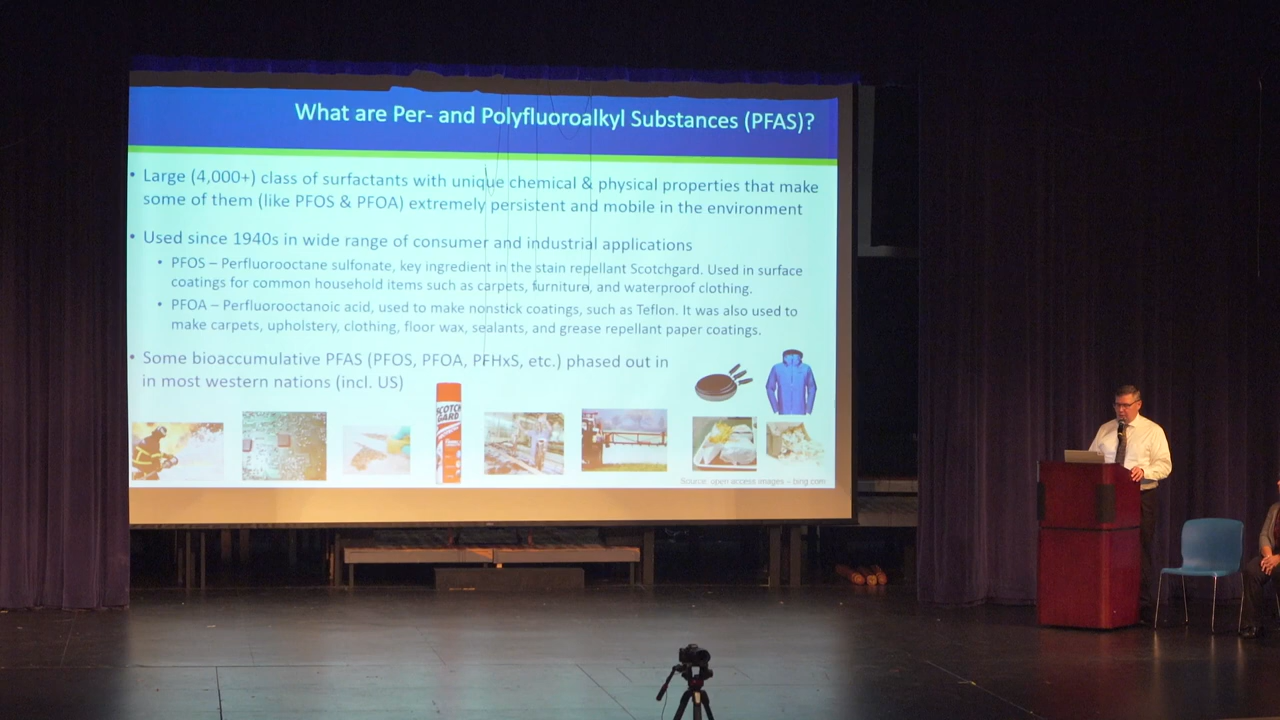 What are Per- and Polyfluoroalkyl Substances (PFAS)?
• Large (4,000+) class of surfactants with unique chemical & physical properties that make
some of them (like PFOS & PFOA) extremely persistent and mobile in the environment
• Used since 1940s in wide range of consumer and industrial applications
• PFOS – Perfluorooctane sulfonate, key ingredient in the stain repellant Scotchgard. Used in surface
coatings for common household items such as carpets, furniture, and waterproof clothing.
• PFOA – Perfluorooctanoic acid, used to make nonstick coatings, such as Teflon. It was also used to
make carpets, upholstery, clothing, floor wax, sealants, and grease repellant paper coatings.
• Some bioaccumulative PFAS (PFOS, PFOA, PFHxS, etc.) phased out in
in most western nations (incl. US)
SCOTCH
GARD
Source: open access images – bing.com